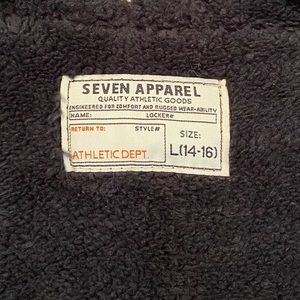 SEVEN APPAREL
QUALITY ATHLETIC GOODS
ENGINEERED FOR COMFORT AND RUGGED WEAR-ABILITY
NAME: LOCKER#
RETURN TO: STYLE# SIZE:
ATHLETIC DEPT. L(14-16)